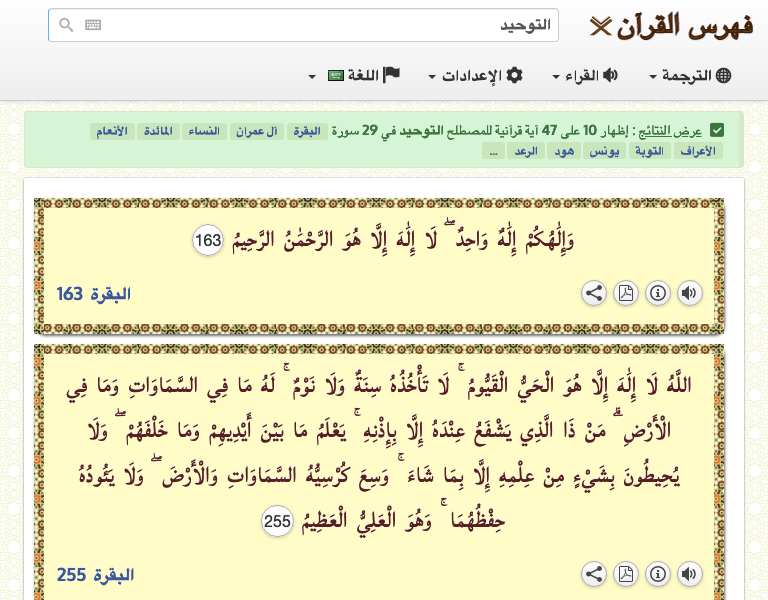 فهرس القرآن
التوحيد
الترجمة
القراء
الإعدادات
اللغة
عرض النتائج : إظهار 10 على 47 آية قرآنية للمصطلح التوحيد في 29 سورة البقرة آل عمران النساء المائدة الأنعام
الأعراف التوبة يونس هود الرعد ...
وَإِلَٰهُكُمْ إِلَٰهٌ وَاحِدٌ ۖ لَا إِلَٰهَ إِلَّا هُوَ الرَّحْمَٰنُ الرَّحِيمُ 163
البقرة 163
اللَّهُ لَا إِلَٰهَ إِلَّا هُوَ الْحَيُّ الْقَيُّومُ ۚ لَا تَأْخُذُهُ سِنَةٌ وَلَا نَوْمٌ ۚ لَهُ مَا فِي السَّمَاوَاتِ وَمَا فِي
الْأَرْضِ ۗ مَنْ ذَا الَّذِي يَشْفَعُ عِنْدَهُ إِلَّا بِإِذْنِهِ ۚ يَعْلَمُ مَا بَيْنَ أَيْدِيهِمْ وَمَا خَلْفَهُمْ ۖ وَلَا
يُحِيطُونَ بِشَيْءٍ مِنْ عِلْمِهِ إِلَّا بِمَا شَاءَ ۚ وَسِعَ كُرْسِيُّهُ السَّمَاوَاتِ وَالْأَرْضَ ۖ وَلَا يَئُودُهُ
حِفْظُهُمَا ۚ وَهُوَ الْعَلِيُّ الْعَظِيمُ 255
البقرة 255